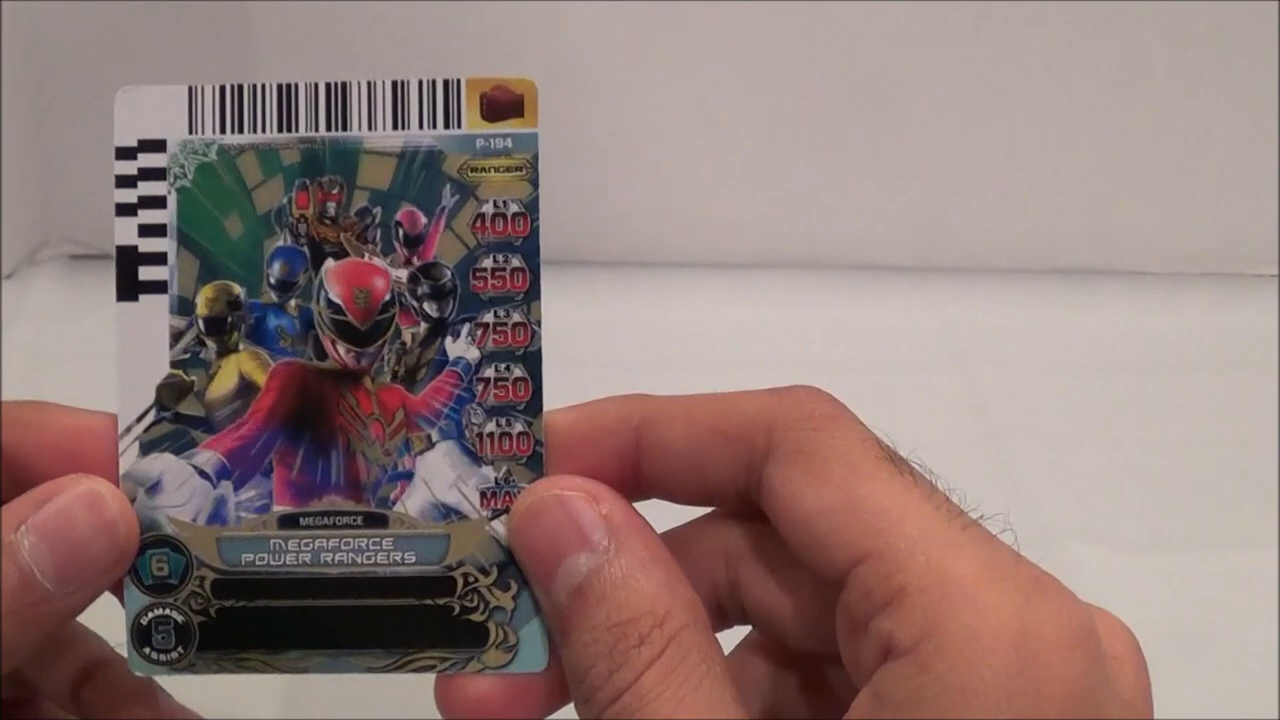 P-194
RANGER
L1
400
L2
550
L3
750
L4
750
L5
1100
L6
MEGAFORCE
MEGAFORCE
POWER RANGERS
6
DAMAGE
5
ASSIST